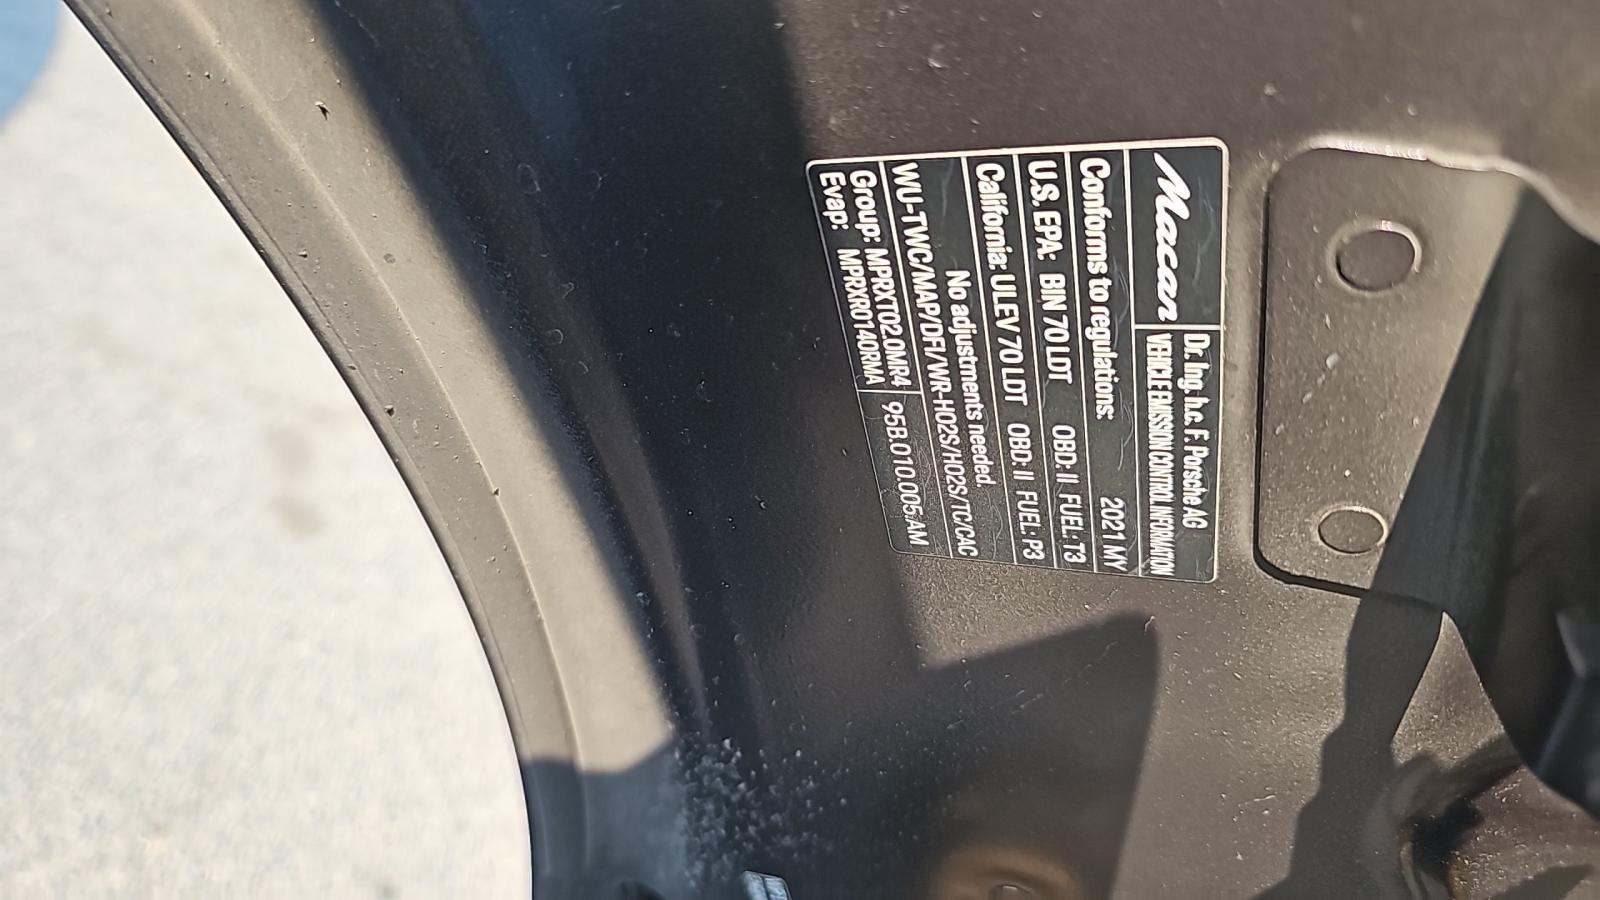 Macan
Dr. Ing. h.c. F. Porsche AG
VEHICLE EMISSION CONTROL INFORMATION
Conforms to regulations: 2021 MY
U.S. EPA: BIN 70 LDT OBD: II FUEL: T3
California: ULEV 70 LDT OBD: II FUEL: P3
No adjustments needed.
WU-TWC/MAP/DFI/WR-HO2S/HO2S/TC/CAC
Group: MPRXT02.0MR4
Evap: MPRXR0140RMA
95B.010.005.AM